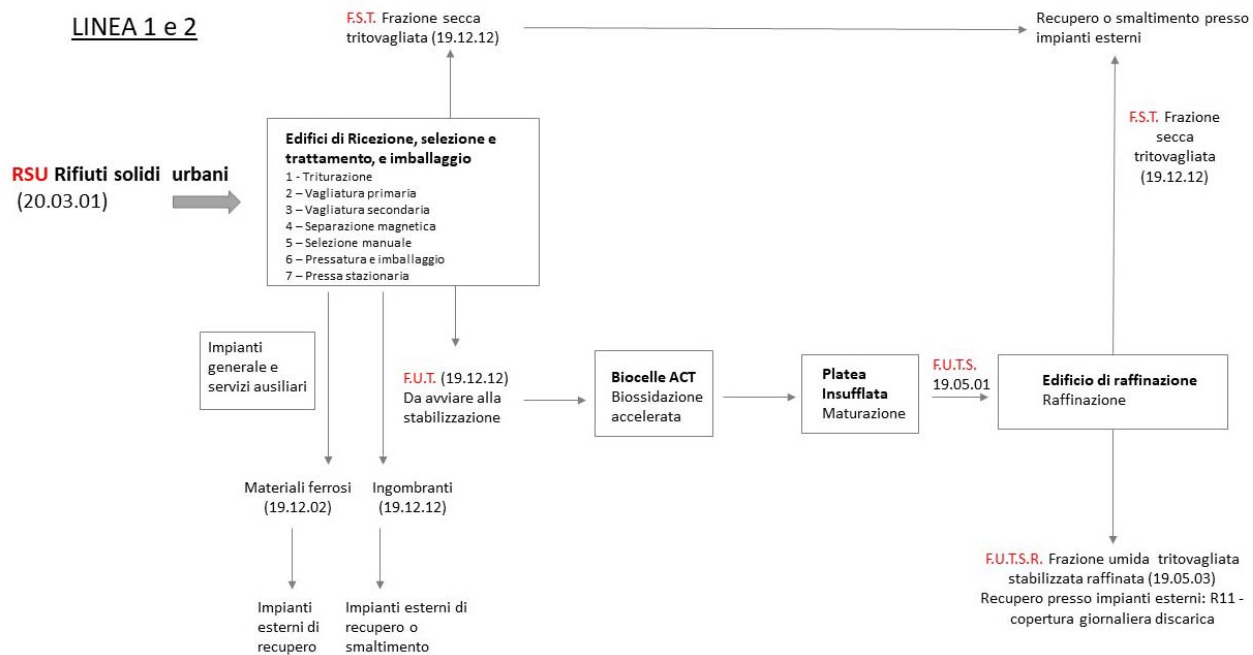 LINEA 1 e 2
F.S.T. Frazione secca
tritovagliata (19.12.12)
Recupero o smaltimento presso
impianti esterni
F.S.T. Frazione
secca
tritovagliata
(19.12.12)
RSU Rifiuti solidi urbani
(20.03.01)
Edifici di Ricezione, selezione e
trattamento, e imballaggio
1 - Triturazione
2 – Vagliatura primaria
3 – Vagliatura secondaria
4 – Separazione magnetica
5 – Selezione manuale
6 – Pressatura e imballaggio
7 – Pressa stazionaria
Impianti
generale e
servizi ausiliari
F.U.T. (19.12.12)
Da avviare alla
stabilizzazione
Biocelle ACT
Biossidazione
accelerata
Platea
Insufflata
Maturazione
F.U.T.S.
19.05.01
Edificio di raffinazione
Raffinazione
Materiali ferrosi
(19.12.02)
Ingombranti
(19.12.12)
Impianti
esterni di
recupero
Impianti esterni di
recupero o
smaltimento
F.U.T.S.R. Frazione umida tritovagliata
stabilizzata raffinata (19.05.03)
Recupero presso impianti esterni: R11 -
copertura giornaliera discarica